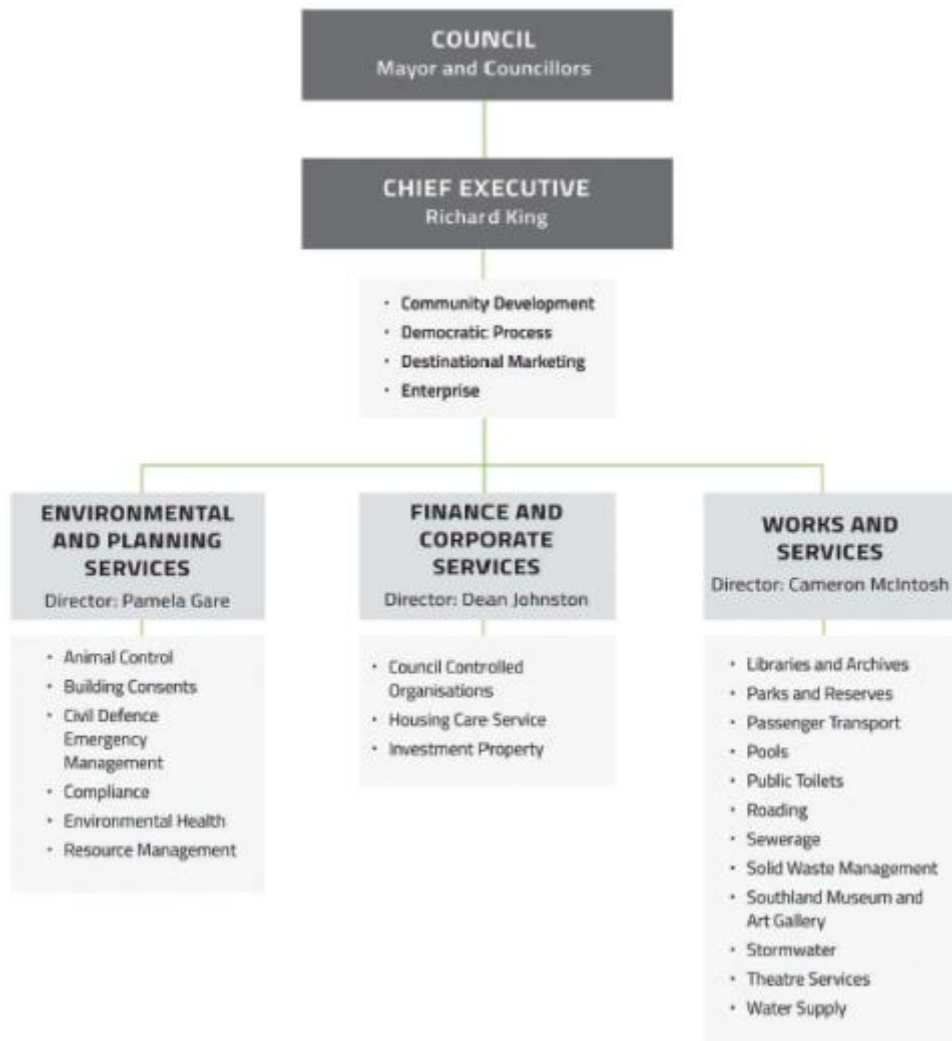 COUNCIL
Mayor and Councillors
CHIEF EXECUTIVE
Richard King
• Community Development
• Democratic Process
• Destinational Marketing
• Enterprise
ENVIRONMENTAL
AND PLANNING
SERVICES
Director: Pamela Gare
• Animal Control
• Building Consents
• Civil Defence
Emergency
Management
• Compliance
• Environmental Health
• Resource Management
FINANCE AND
CORPORATE
SERVICES
Director: Dean Johnston
• Council Controlled
Organisations
• Housing Care Service
• Investment Property
WORKS AND
SERVICES
Director: Cameron McIntosh
• Libraries and Archives
• Parks and Reserves
• Passenger Transport
• Pools
• Public Toilets
• Roading
• Sewerage
• Solid Waste Management
• Southland Museum and
Art Gallery
• Stormwater
• Theatre Services
• Water Supply